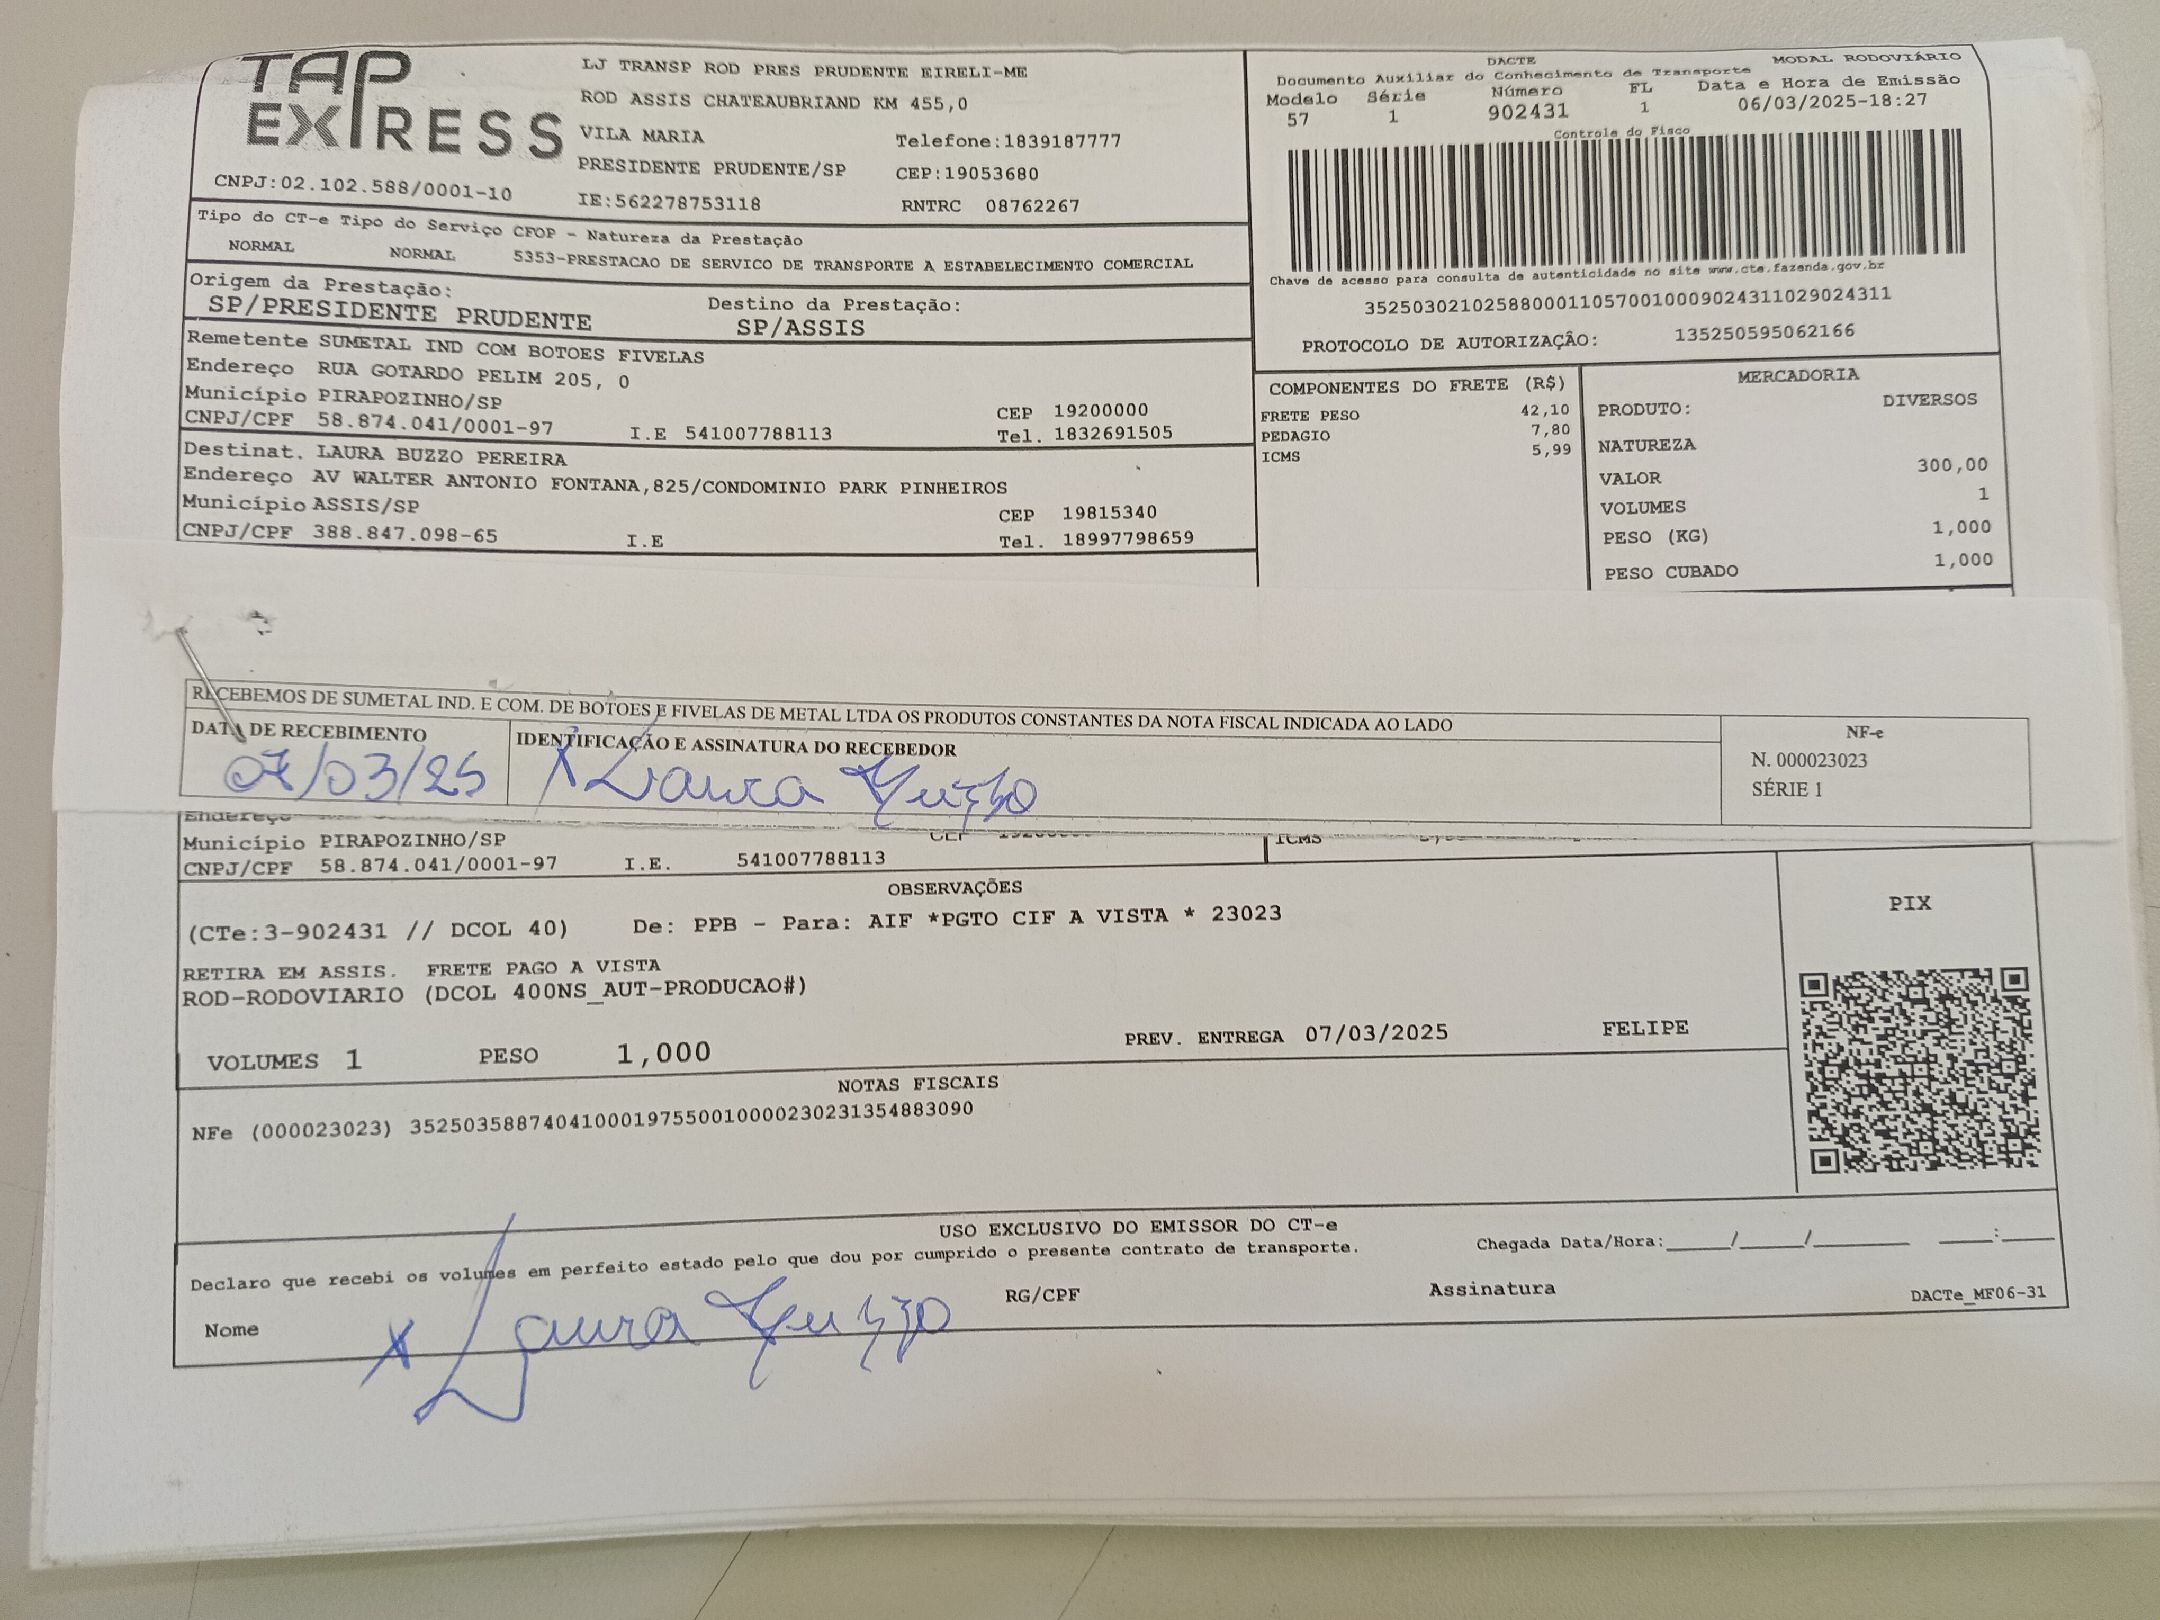 TAP EXPRESS
LJ TRANSP ROD PRES PRUDENTE EIRELI-ME
ROD ASSIS CHATEAUBRIAND KM 455,0
VILA MARIA Telefone:1839187777
PRESIDENTE PRUDENTE/SP CEP:19053680
CNPJ:02.102.588/0001-10 IE:562278753118 RNTRC 08762267
DACTE MODAL RODOVIÁRIO
Documento Auxiliar do Conhecimento de Transporte
Modelo Série Número FL Data e Hora de Emissão
57 1 902431 1 06/03/2025-18:27
Controle do Fisco
Chave de acesso para consulta de autenticidade no site www.cte.fazenda.gov.br
35250302102588000110570010009024311029024311
PROTOCOLO DE AUTORIZAÇÃO: 135250595062166
Tipo do CT-e Tipo do Serviço CFOP - Natureza da Prestação
NORMAL NORMAL 5353-PRESTACAO DE SERVICO DE TRANSPORTE A ESTABELECIMENTO COMERCIAL
Origem da Prestação: Destino da Prestação:
SP/PRESIDENTE PRUDENTE SP/ASSIS
Remetente SUMETAL IND COM BOTOES FIVELAS
Endereço RUA GOTARDO PELIM 205, 0
Município PIRAPOZINHO/SP CEP 19200000
CNPJ/CPF 58.874.041/0001-97 I.E 541007788113 Tel. 1832691505
Destinat. LAURA BUZZO PEREIRA
Endereço AV WALTER ANTONIO FONTANA,825/CONDOMINIO PARK PINHEIROS
Município ASSIS/SP CEP 19815340
CNPJ/CPF 388.847.098-65 I.E Tel. 18997798659
COMPONENTES DO FRETE (R$)
FRETE PESO 42,10
PEDAGIO 7,80
ICMS 5,99
MERCADORIA
PRODUTO: DIVERSOS
NATUREZA
VALOR 300,00
VOLUMES 1
PESO (KG) 1,000
PESO CUBADO 1,000
RECEBEMOS DE SUMETAL IND. E COM. DE BOTOES E FIVELAS DE METAL LTDA OS PRODUTOS CONSTANTES DA NOTA FISCAL INDICADA AO LADO
DATA DE RECEBIMENTO IDENTIFICAÇÃO E ASSINATURA DO RECEBEDOR
07/03/25 X Laura Buzzo
NF-e
N. 000023023
SÉRIE 1
Endereço
Município PIRAPOZINHO/SP CEP ICMS
CNPJ/CPF 58.874.041/0001-97 I.E. 541007788113
OBSERVAÇÕES
(CTe:3-902431 // DCOL 40) De: PPB - Para: AIF *PGTO CIF A VISTA * 23023
RETIRA EM ASSIS. FRETE PAGO A VISTA
ROD-RODOVIARIO (DCOL 400NS_AUT-PRODUCAO#)
VOLUMES 1 PESO 1,000 PREV. ENTREGA 07/03/2025 FELIPE
PIX
NOTAS FISCAIS
NFe (000023023) 35250358874041000197550010000230231354883090
USO EXCLUSIVO DO EMISSOR DO CT-e
Declaro que recebi os volumes em perfeito estado pelo que dou por cumprido o presente contrato de transporte.
Chegada Data/Hora:_____/_____/________ _____:_____
Nome X Laura Buzzo RG/CPF Assinatura DACTe_MF06-31